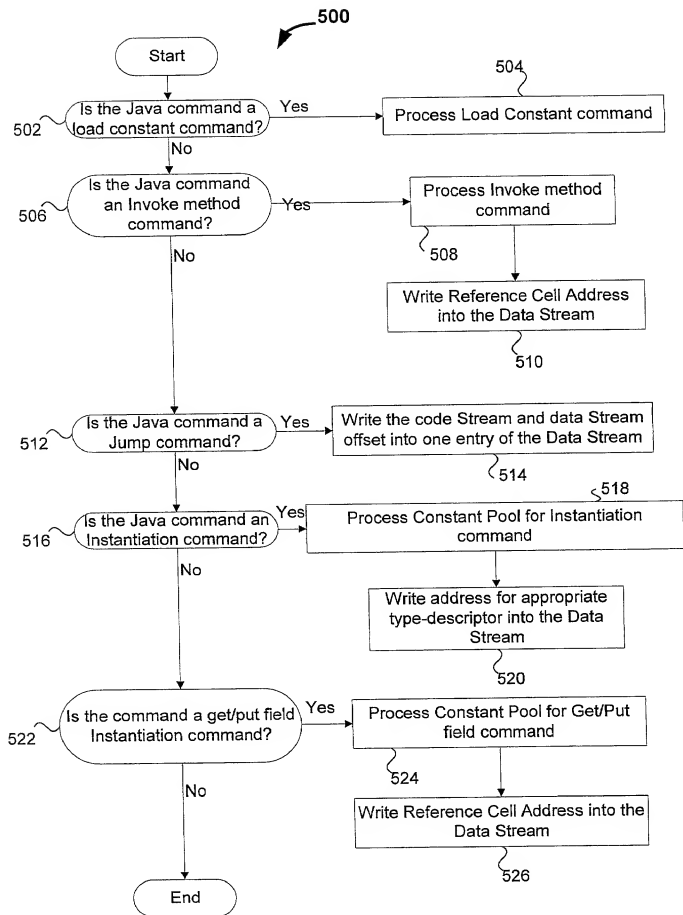 500
Start
504
Is the Java command a
load constant command?
Yes
Process Load Constant command
502
No
Is the Java command
an Invoke method
command?
Yes
Process Invoke method
command
506
508
No
Write Reference Cell Address
into the Data Stream
510
Is the Java command a
Jump command?
Yes
Write the code Stream and data Stream
offset into one entry of the Data Stream
512
No
514
518
Is the Java command an
Instantiation command?
Yes
Process Constant Pool for Instantiation
command
516
No
Write address for appropriate
type-descriptor into the Data
Stream
520
Is the command a get/put field
Instantiation command?
Yes
Process Constant Pool for Get/Put
field command
522
524
No
Write Reference Cell Address into the
Data Stream
526
End